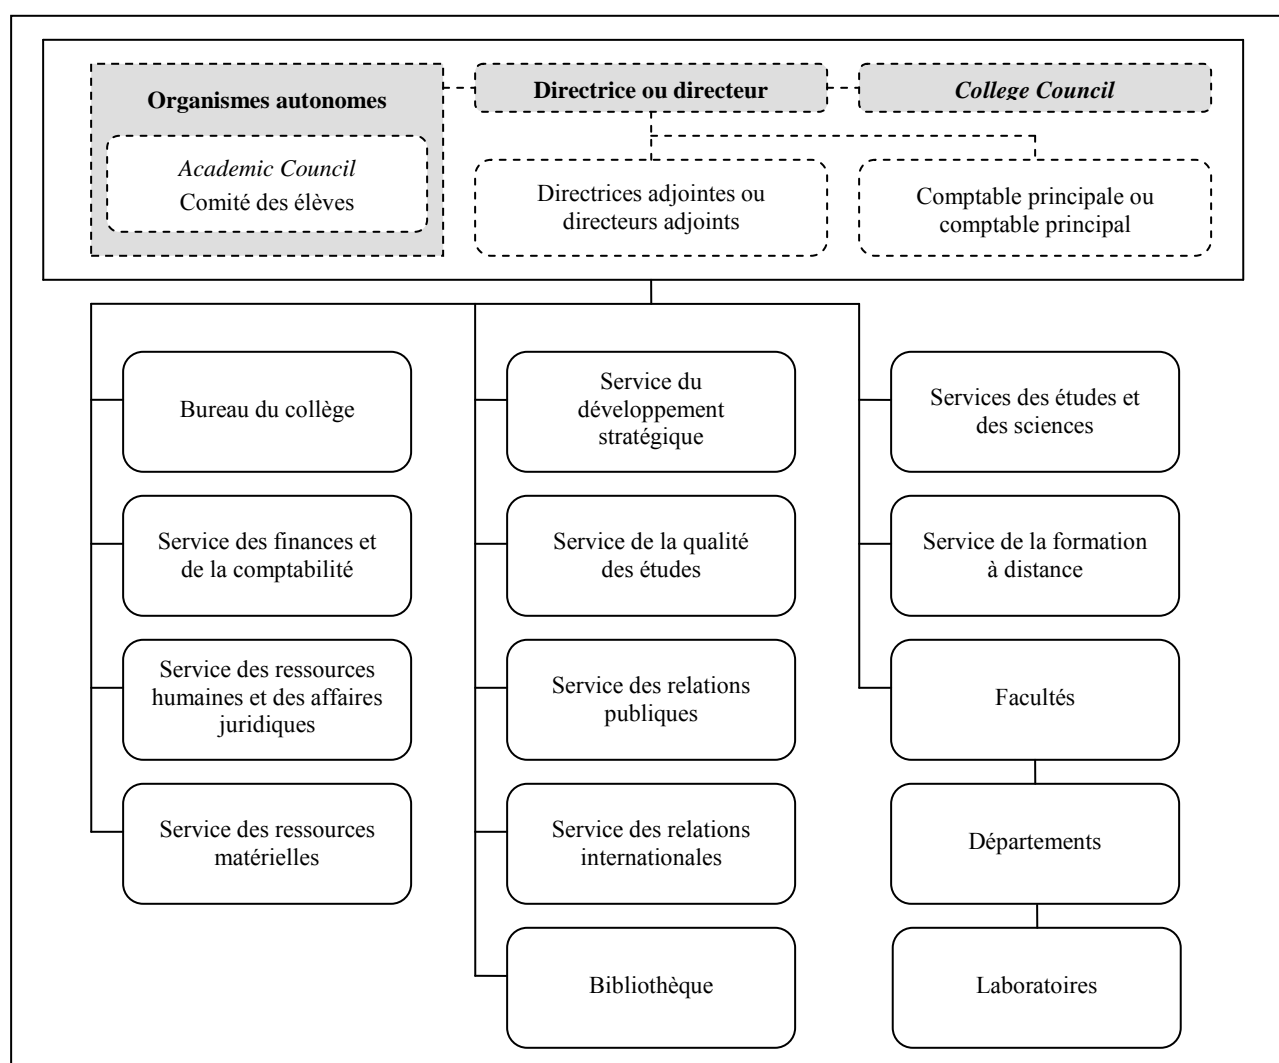 Organismes autonomes
Academic Council
Comité des élèves
Directrice ou directeur
College Council
Directrices adjointes ou
directeurs adjoints
Comptable principale ou
comptable principal
Bureau du collège
Service des finances et
de la comptabilité
Service des ressources
humaines et des affaires
juridiques
Service des ressources
matérielles
Service du
développement
stratégique
Service de la qualité
des études
Service des relations
publiques
Service des relations
internationales
Bibliothèque
Services des études et
des sciences
Service de la formation
à distance
Facultés
Départements
Laboratoires